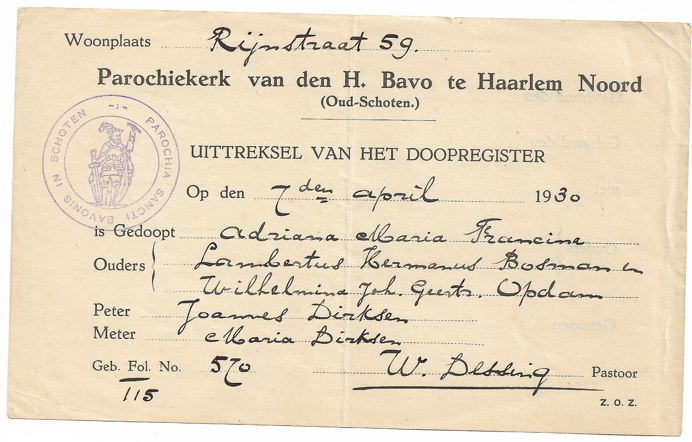 Woonplaats Rijnstraat 59.
Parochiekerk van den H. Bavo te Haarlem Noord
(Oud-Schoten.)
PAROCHIA SANCTI BAVONIS IN SCHOTEN
UITTREKSEL VAN HET DOOPREGISTER
Op den 7den april 1930
is Gedoopt Adriana Maria Francine
Ouders Lambertus Hermanus Bosman en
Wilhelmina Joh. Geertr. Opdam
Peter Joannes Dirksen
Meter Maria Dirksen
Geb. Fol. No. 570 W. Dessing Pastoor
115
z. o. z.